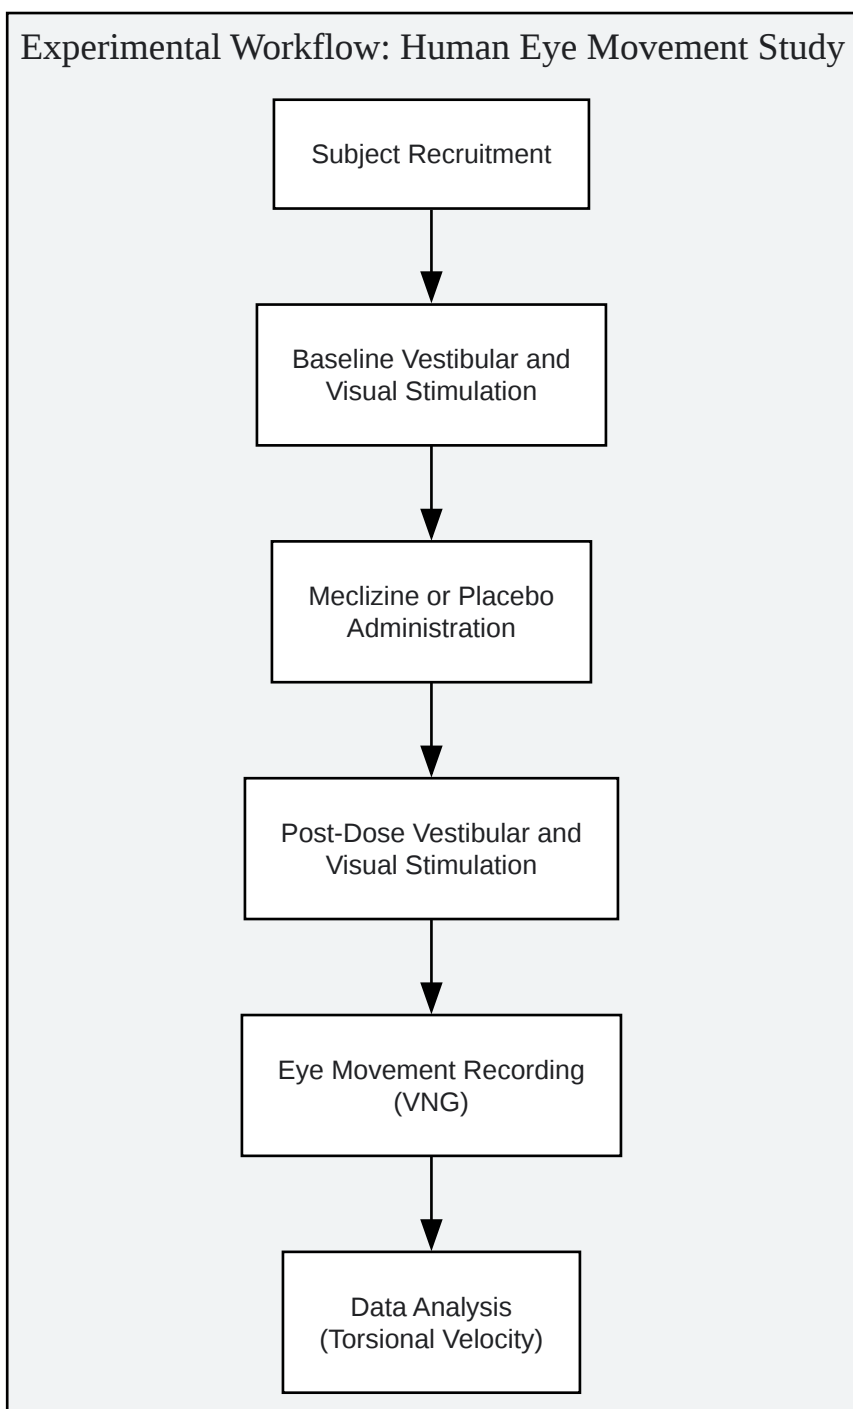 Experimental Workflow: Human Eye Movement Study
Subject Recruitment
Baseline Vestibular and
Visual Stimulation
Meclizine or Placebo
Administration
Post-Dose Vestibular and
Visual Stimulation
Eye Movement Recording
(VNG)
Data Analysis
(Torsional Velocity)